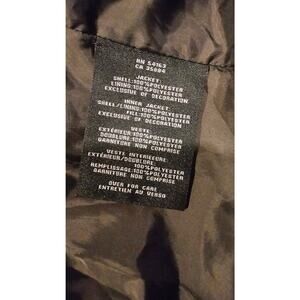 RN 54163
CA 35884
JACKET:
SHELL:100%POLYESTER
LINING:100%POLYESTER
EXCLUSIVE OF DECORATION
INNER JACKET:
SHELL/LINING:100%POLYESTER
FILL:100%POLYESTER
EXCLUSIVE OF DECORATION
VESTE:
EXTÉRIEUR:100%POLYESTER
DOUBLURE:100%POLYESTER
GARNITURE NON COMPRISE
VESTE INTERIEURE:
EXTÉRIEUR/DOUBLURE
100%POLYESTER
REMPLISSAGE:100%POLYESTER
GARNITURE NON COMPRISE
OVER FOR CARE
ENTRETIEN AU VERSO